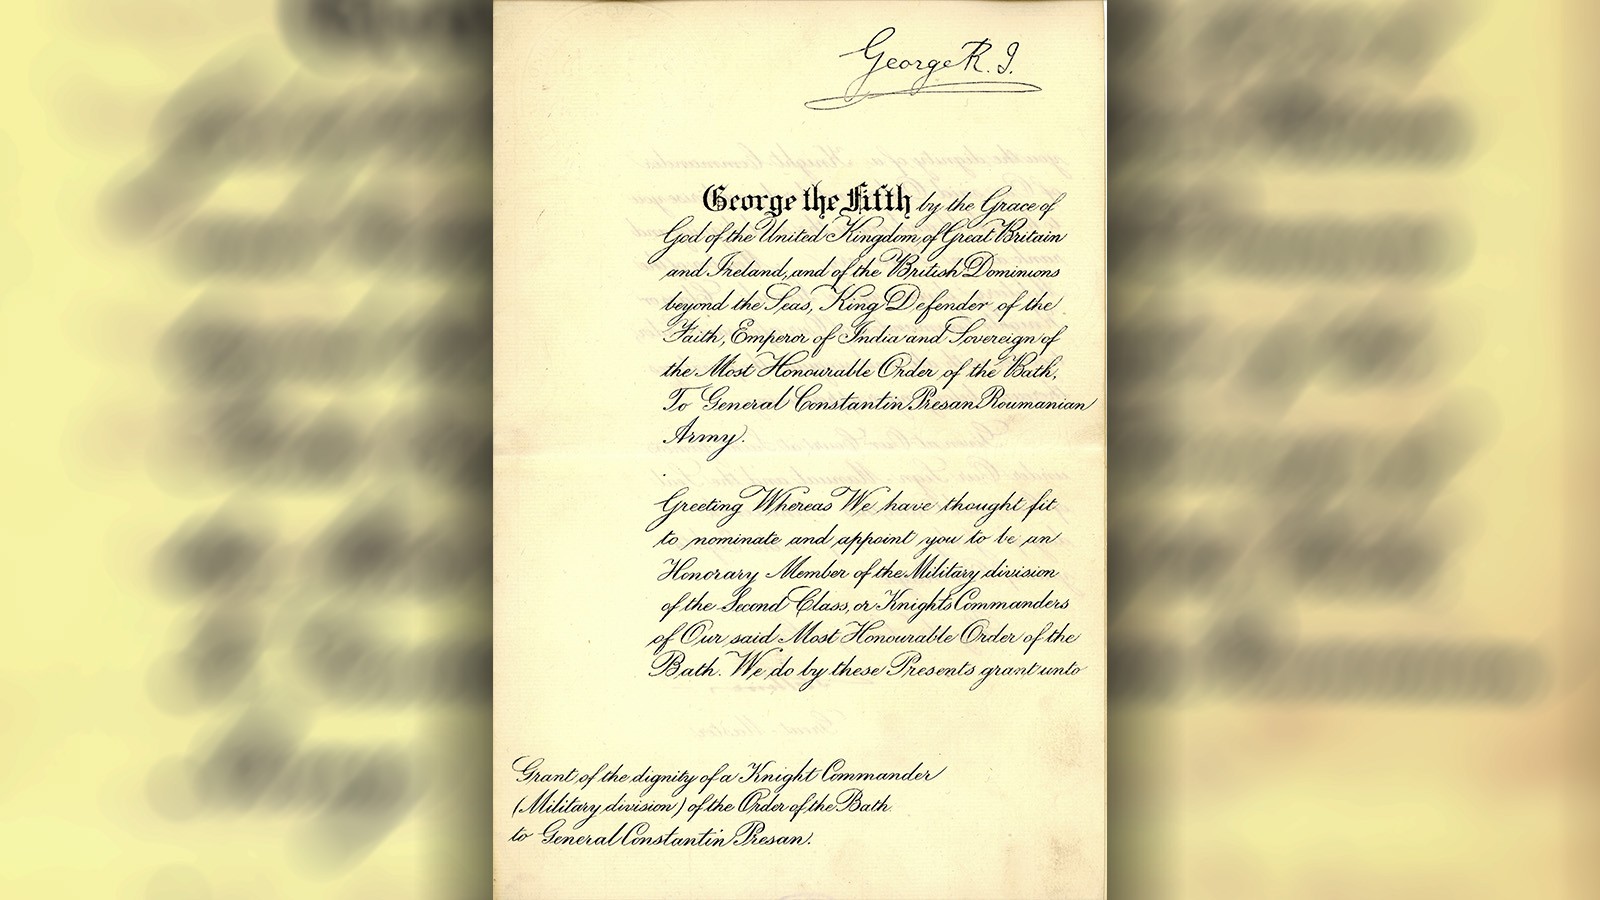 George R. I.
George the Fifth by the Grace of
God of the United Kingdom of Great Britain
and Ireland, and of the British Dominions
beyond the Seas, King Defender of the
Faith, Emperor of India and Sovereign of
the Most Honourable Order of the Bath,
To General Constantin Presan Roumanian
Army.
Greeting Whereas We have thought fit
to nominate and appoint you to be an
Honorary Member of the Military division
of the Second Class, or Knights Commanders
of Our said Most Honourable Order of the
Bath. We do by these Presents grant unto
Grant of the dignity of a Knight Commander
(Military division) of the Order of the Bath
to General Constantin Presan.